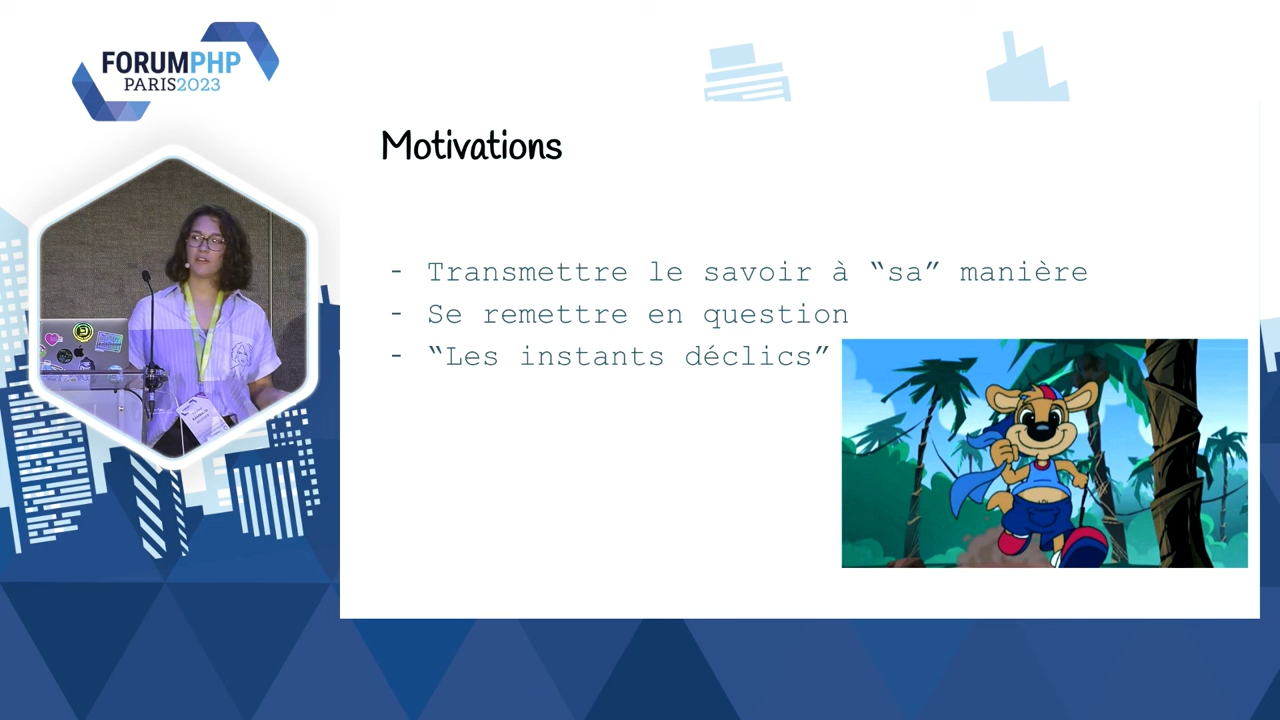 FORUMPHP
PARIS2023
Motivations
- Transmettre le savoir à “sa” manière
- Se remettre en question
- “Les instants déclics”